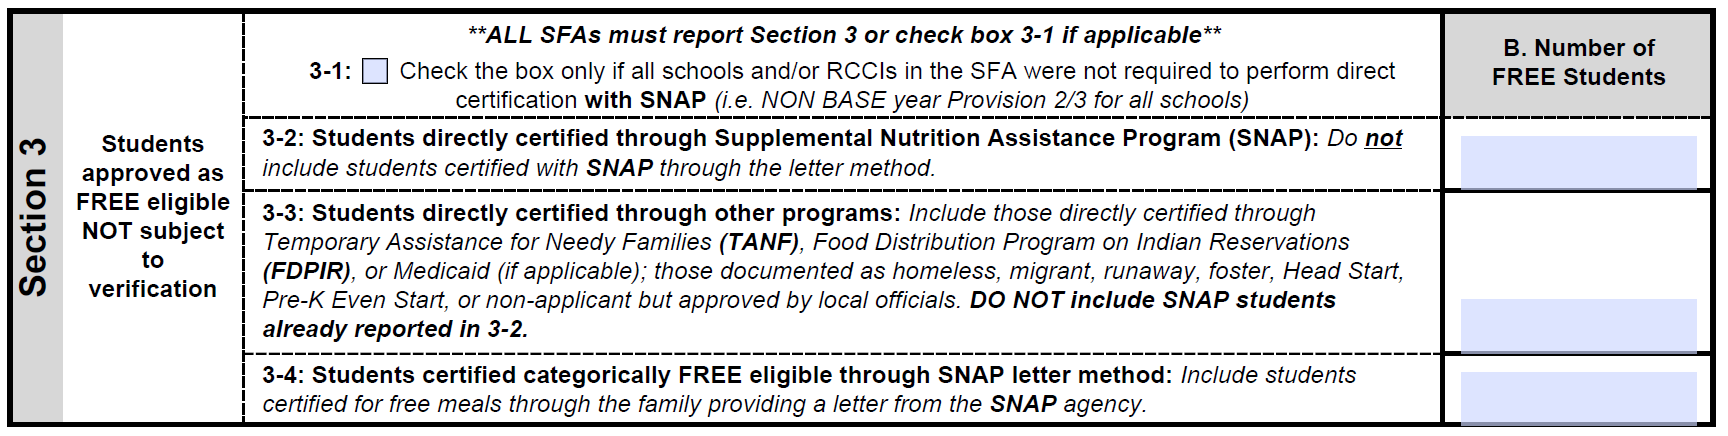 Section 3
Students
approved as
FREE eligible
NOT subject
to
verification
**ALL SFAs must report Section 3 or check box 3-1 if applicable**
3-1: Check the box only if all schools and/or RCCIs in the SFA were not required to perform direct
certification with SNAP (i.e. NON BASE year Provision 2/3 for all schools)
B. Number of
FREE Students
3-2: Students directly certified through Supplemental Nutrition Assistance Program (SNAP): Do not
include students certified with SNAP through the letter method.
3-3: Students directly certified through other programs: Include those directly certified through
Temporary Assistance for Needy Families (TANF), Food Distribution Program on Indian Reservations
(FDPIR), or Medicaid (if applicable); those documented as homeless, migrant, runaway, foster, Head Start,
Pre-K Even Start, or non-applicant but approved by local officials. DO NOT include SNAP students
already reported in 3-2.
3-4: Students certified categorically FREE eligible through SNAP letter method: Include students
certified for free meals through the family providing a letter from the SNAP agency.